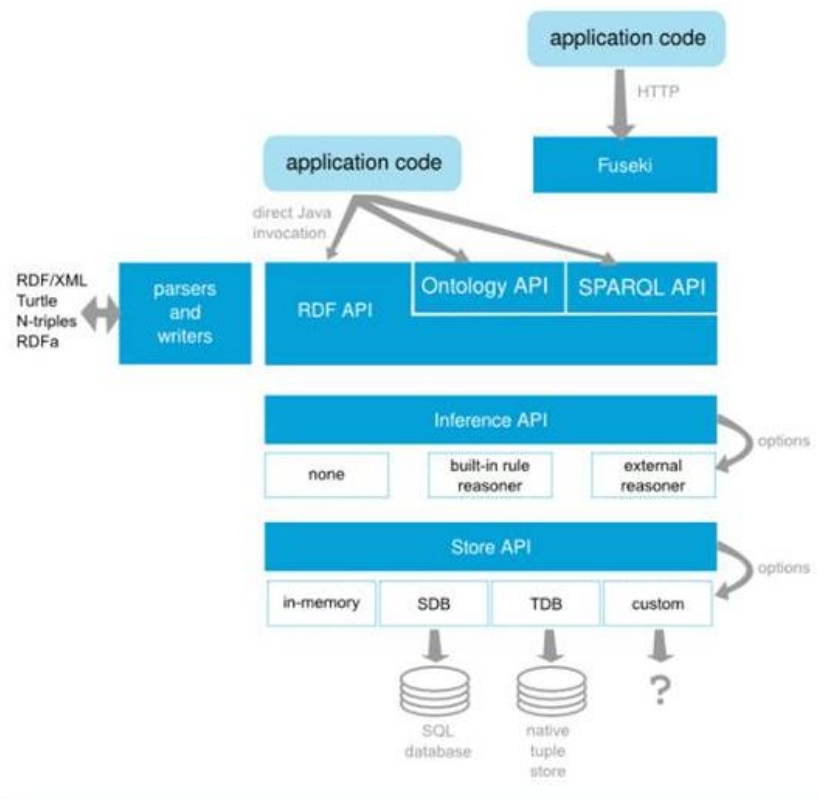 application code
HTTP
Fuseki
application code
direct Java
invocation
RDF/XML
Turtle
N-triples
RDFa
parsers
and
writers
RDF API
Ontology API
SPARQL API
Inference API
options
none
built-in rule
reasoner
external
reasoner
Store API
options
in-memory
SDB
TDB
custom
?
SQL
database
native
tuple
store